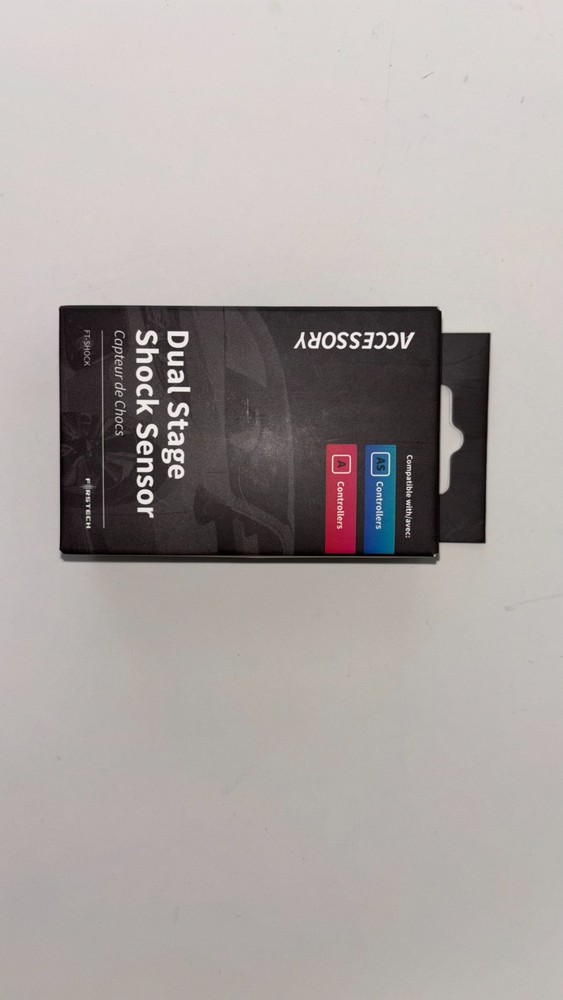 ACCESSORY
Compatible with/avec:
AS Controllers
A Controllers
Dual Stage
Shock Sensor
Capteur de Chocs
FT-SHOCK
FIRSTECH